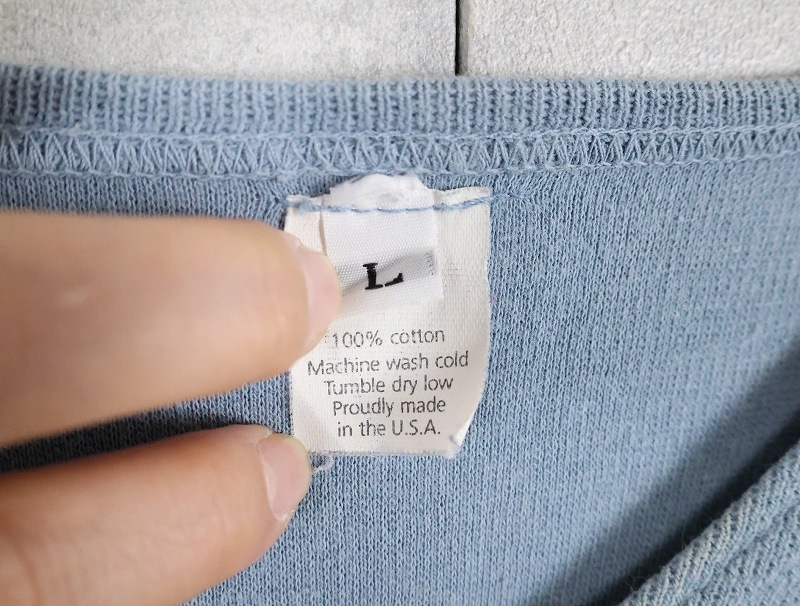 L
100% cotton
Machine wash cold
Tumble dry low
Proudly made
in the U.S.A.